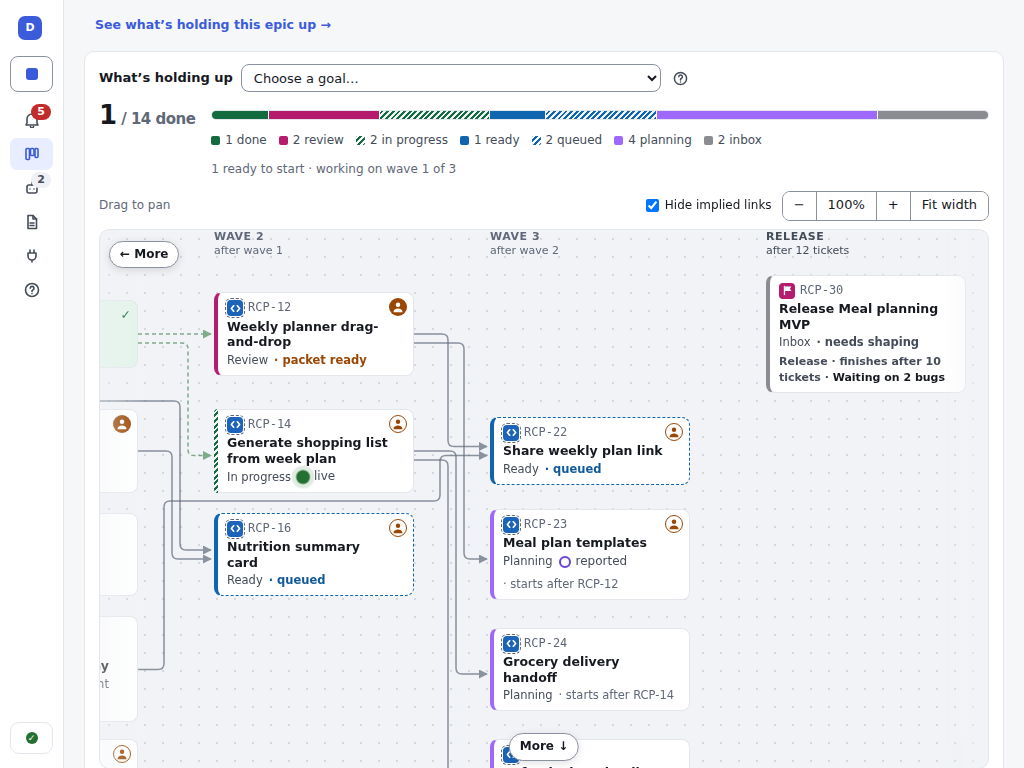 D
See what's holding this epic up →
What's holding up
Choose a goal…
5
1 / 14 done
1 done
2 review
2 in progress
1 ready
2 queued
4 planning
2 inbox
1 ready to start · working on wave 1 of 3
2
Drag to pan
Hide implied links
−
100%
+
Fit width
← More
WAVE 2
after wave 1
WAVE 3
after wave 2
RELEASE
after 12 tickets
RCP-12
Weekly planner drag-
and-drop
Review · packet ready
RCP-14
Generate shopping list
from week plan
In progress live
RCP-16
Nutrition summary
card
Ready · queued
y
nt
RCP-22
Share weekly plan link
Ready · queued
RCP-23
Meal plan templates
Planning reported
· starts after RCP-12
RCP-24
Grocery delivery
handoff
Planning · starts after RCP-14
More ↓
RCP-30
Release Meal planning
MVP
Inbox · needs shaping
Release · finishes after 10
tickets · Waiting on 2 bugs